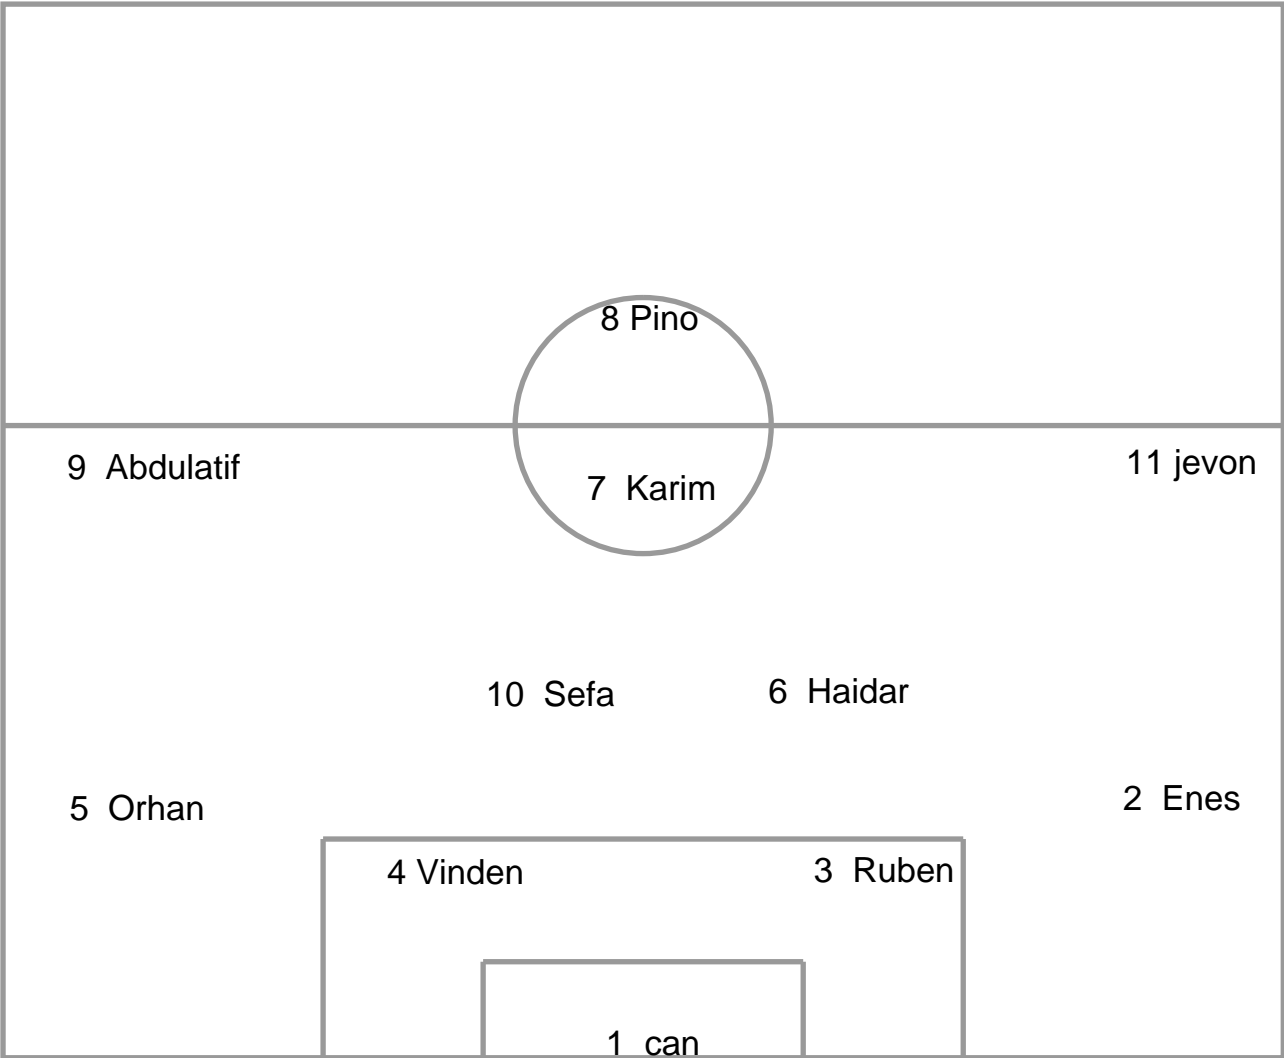 8 Pino
9 Abdulatif
11 jevon
7 Karim
10 Sefa
6 Haidar
5 Orhan
2 Enes
4 Vinden
3 Ruben
1 can